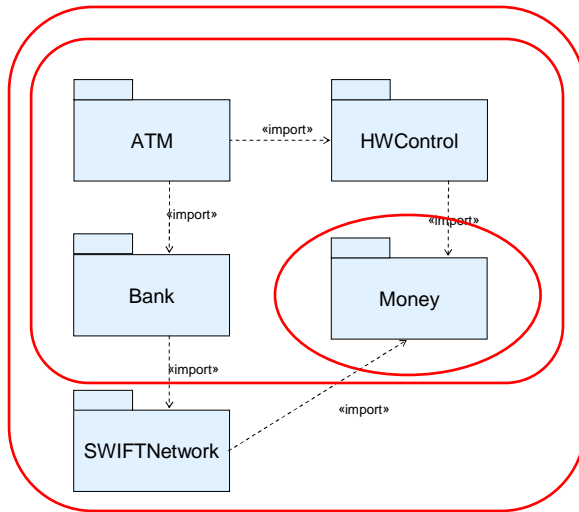 ATM
«import»
HWControl
«import»
«import»
Bank
Money
«import»
«import»
SWIFTNetwork